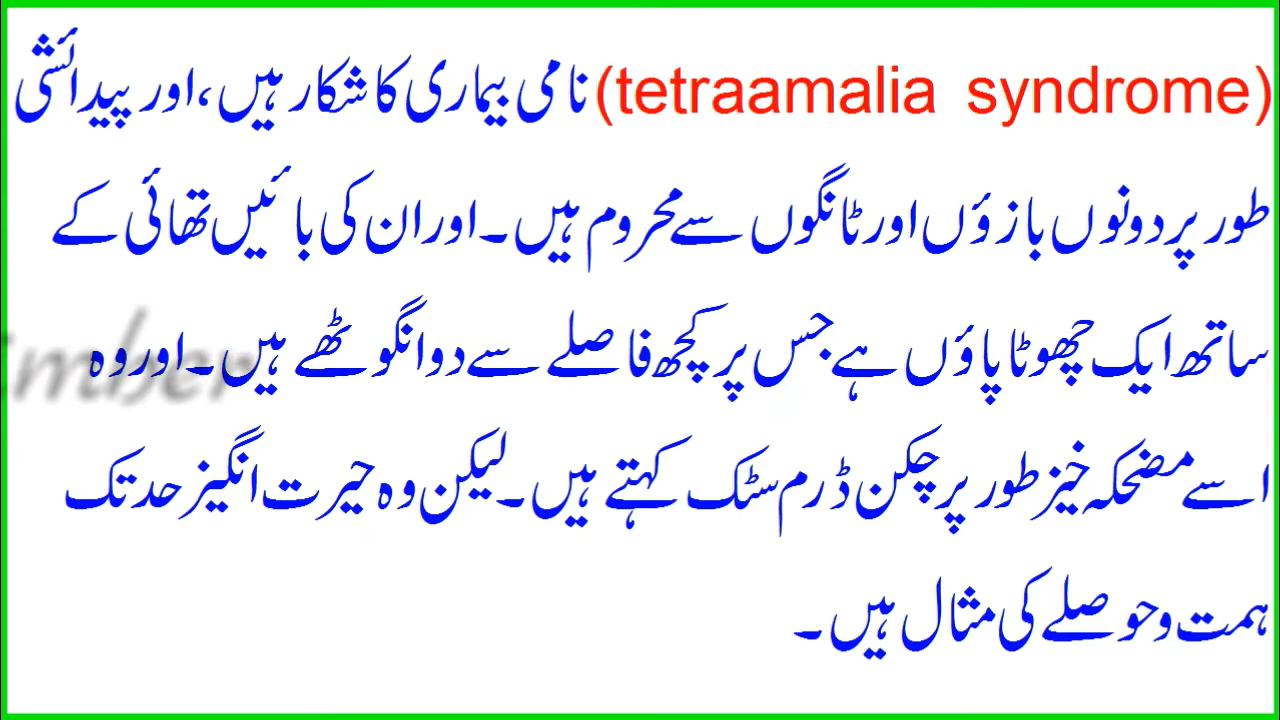 (tetraamalia syndrome) نامی بیماری کا شکار ہیں، اور پیدائشی
طور پر دونوں بازؤں اور ٹانگوں سے محروم ہیں۔ اور ان کی بائیں تھائی کے
ساتھ ایک چھوٹا پاؤں ہے جس پر کچھ فاصلے سے دو انگوٹھے ہیں۔ اور وہ
اسے مضحکہ خیز طور پر چکن ڈرم سٹک کہتے ہیں۔ لیکن وہ حیرت انگیز حد تک
ہمت و حوصلے کی مثال ہیں۔